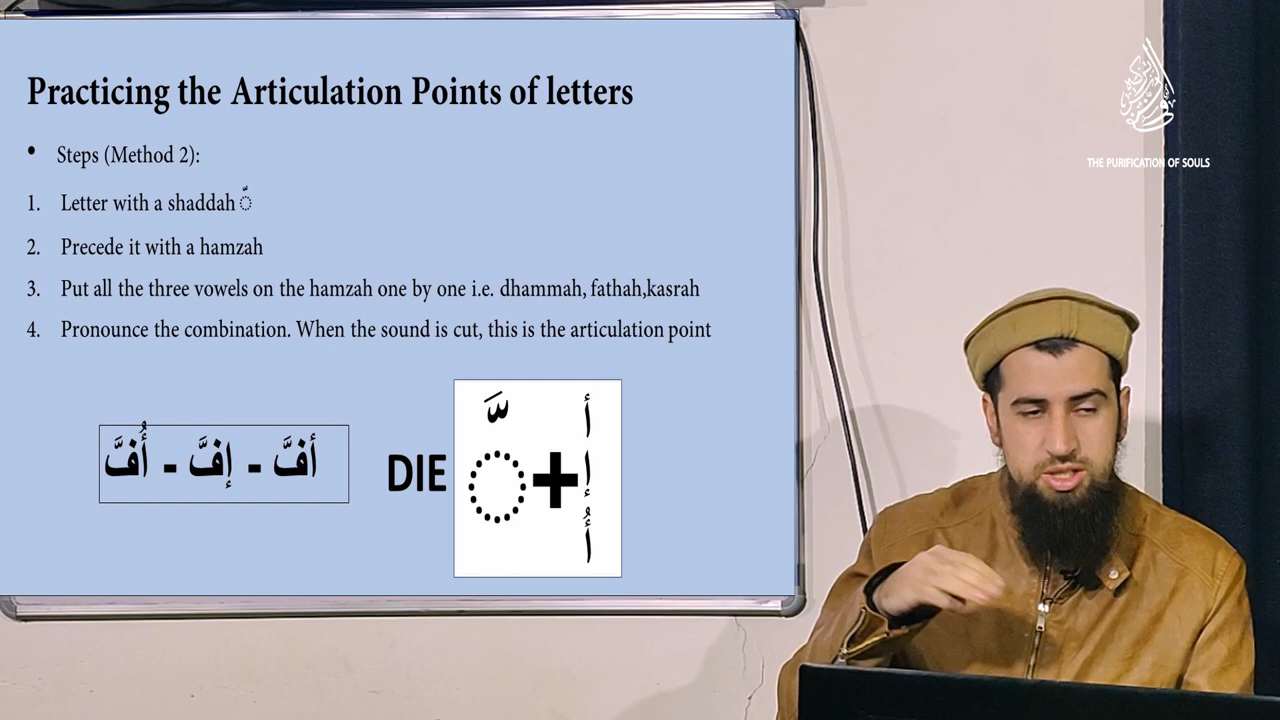 Practicing the Articulation Points of letters
• Steps (Method 2):
1. Letter with a shaddah ّ◌
2. Precede it with a hamzah
3. Put all the three vowels on the hamzah one by one i.e. dhammah, fathah,kasrah
4. Pronounce the combination. When the sound is cut, this is the articulation point
أفَّ - إفَّ - أُفَّ
DIE
أ
إ
أُ
+
◌َّ
THE PURIFICATION OF SOULS